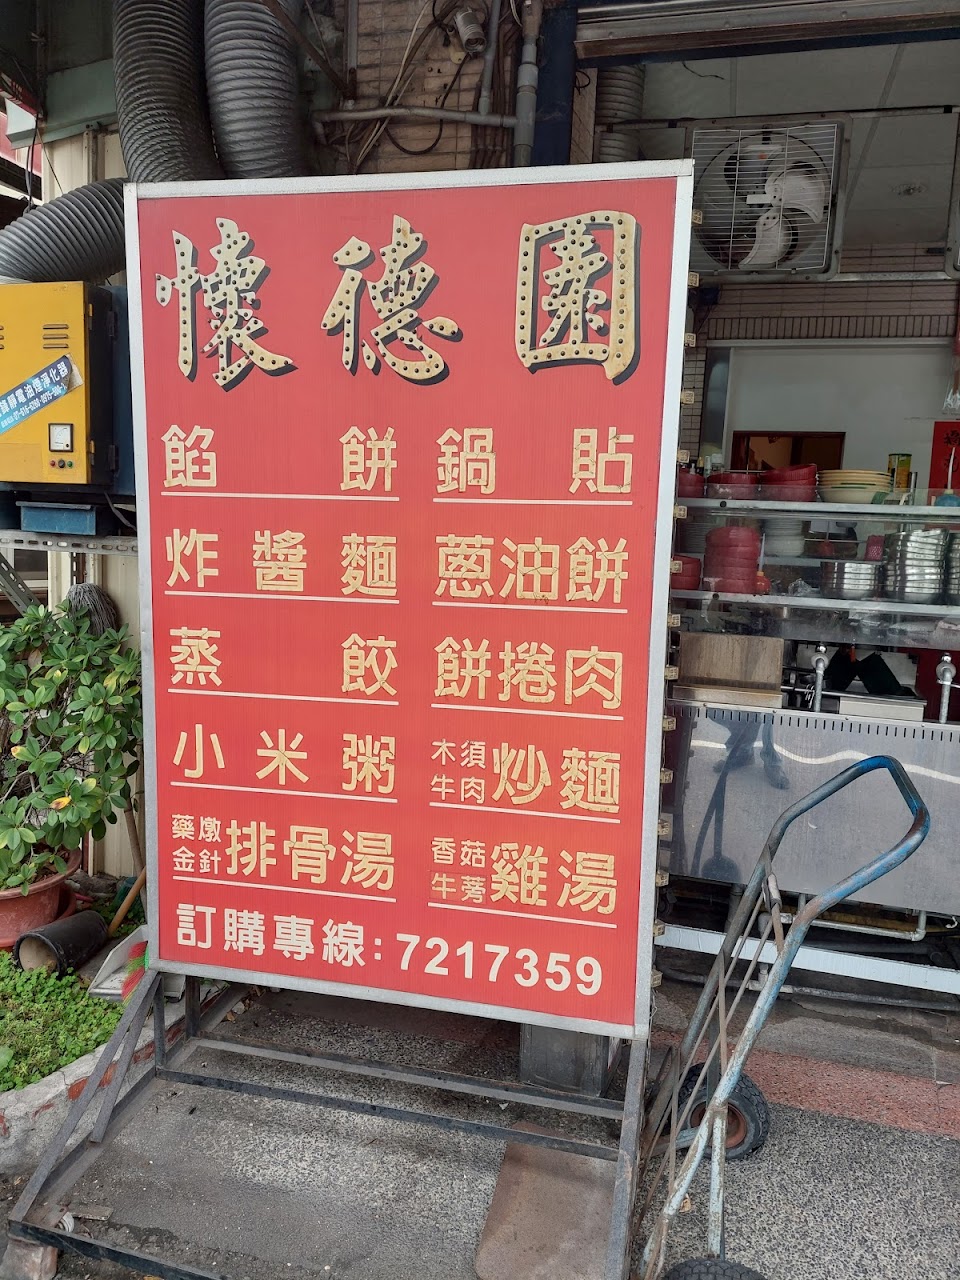 懷德園
餡餅 鍋貼
炸醬麵 蔥油餅
蒸餃 餅捲肉
小米粥 木須牛肉炒麵
藥燉金針排骨湯 香菇牛蒡雞湯
訂購專線:7217359